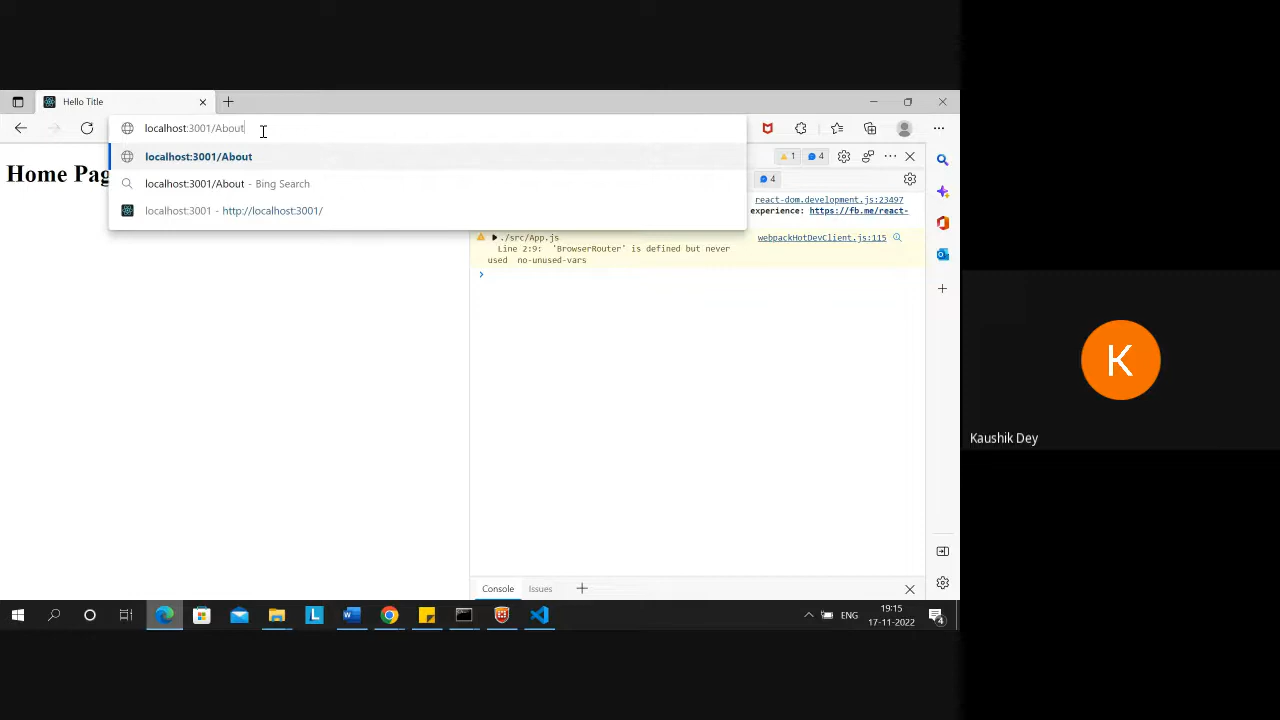 Hello Title
localhost:3001/About
localhost:3001/About
localhost:3001/About - Bing Search
localhost:3001 - http://localhost:3001/
Home Pag
1
4
4
react-dom.development.js:23497
experience: https://fb.me/react-
./src/App.js
webpackHotDevClient.js:115
Line 2:9: 'BrowserRouter' is defined but never
used no-unused-vars
Console
Issues
K
Kaushik Dey
L
W
ENG
19:15
17-11-2022
4